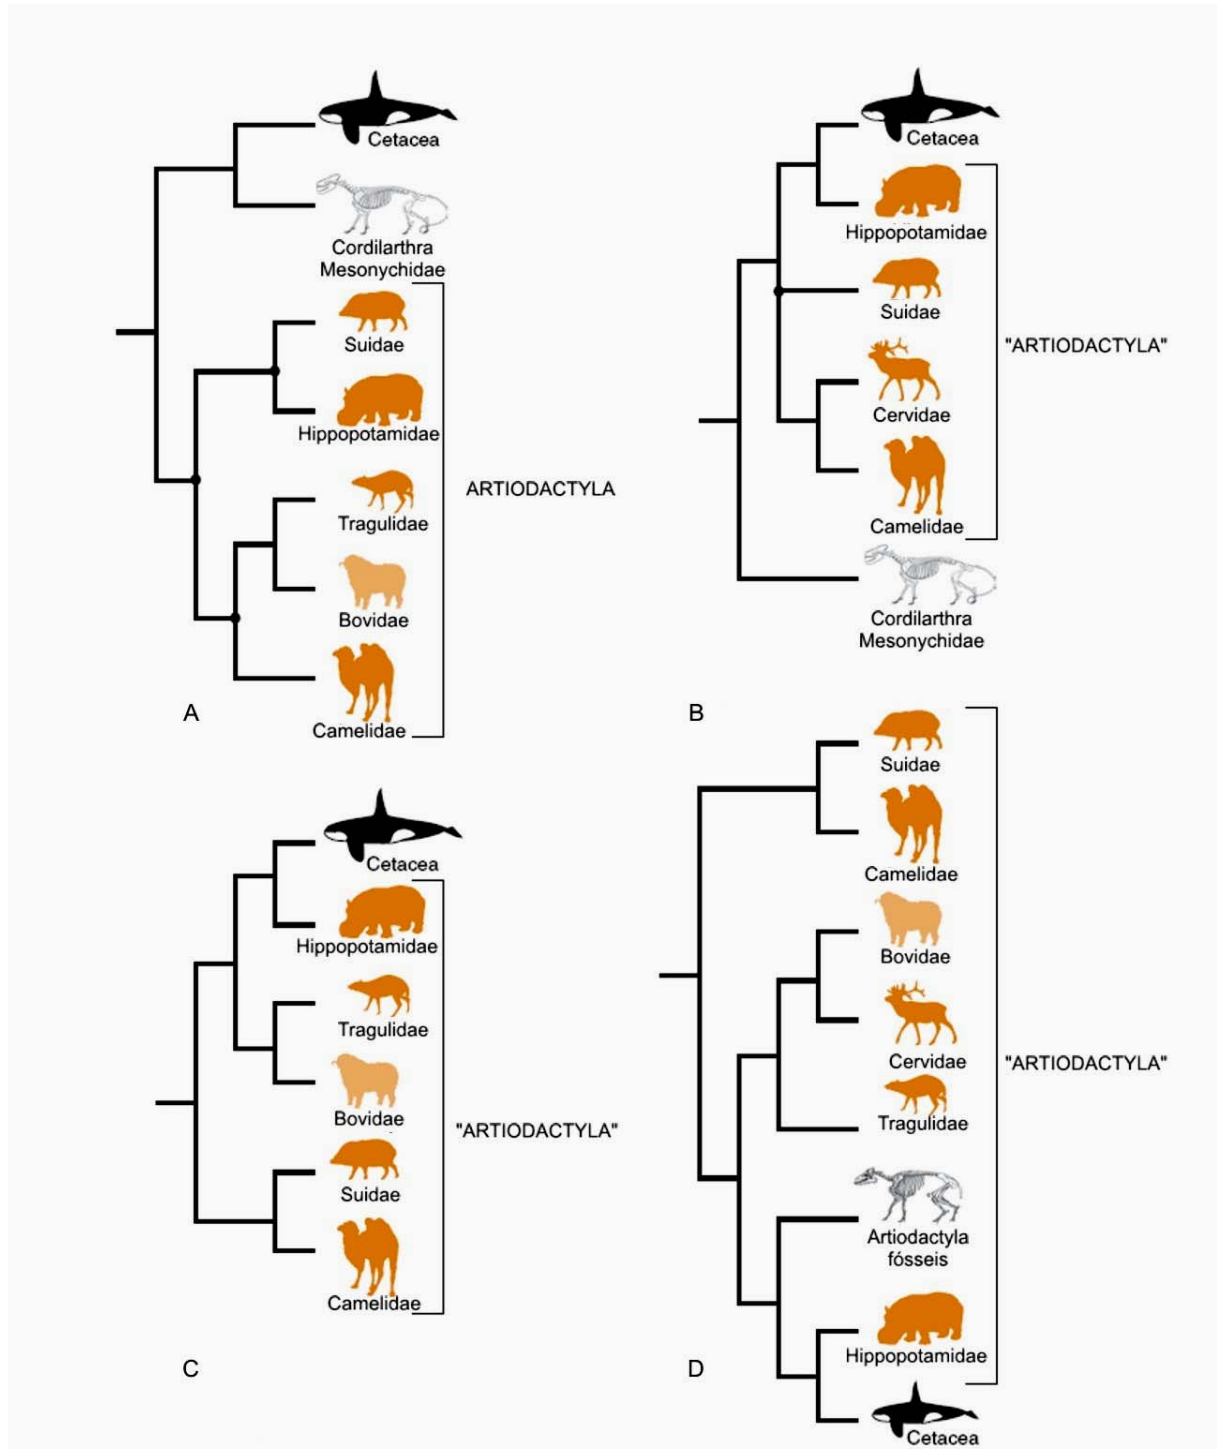 Cetacea
Cordilarthra
Mesonychidae
Suidae
Hippopotamidae
Tragulidae
Bovidae
Camelidae
ARTIODACTYLA
A
Cetacea
Hippopotamidae
Suidae
Cervidae
Camelidae
"ARTIODACTYLA"
Cordilarthra
Mesonychidae
B
Cetacea
Hippopotamidae
Tragulidae
Bovidae
Suidae
Camelidae
"ARTIODACTYLA"
C
Suidae
Camelidae
Bovidae
Cervidae
Tragulidae
Artiodactyla
fósseis
Hippopotamidae
Cetacea
"ARTIODACTYLA"
D